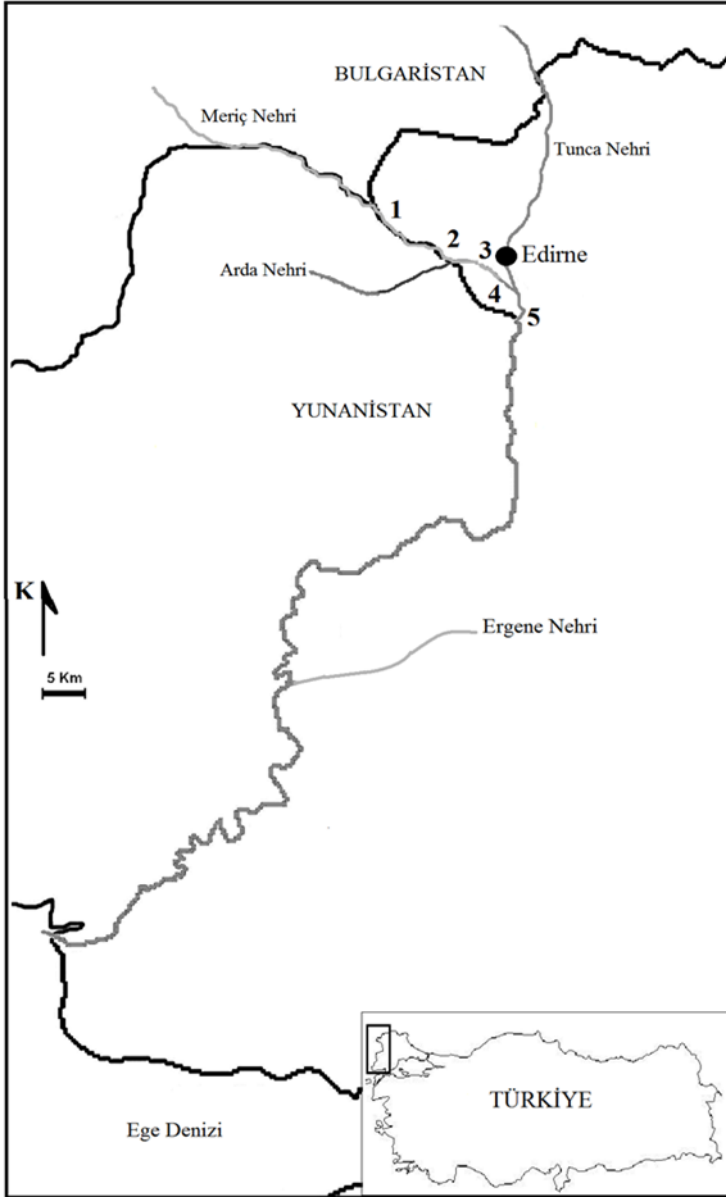 BULGARİSTAN
Meriç Nehri
Tunca Nehri
1
2
3
Edirne
Arda Nehri
4
5
YUNANİSTAN
K
Ergene Nehri
5 Km
TÜRKİYE
Ege Denizi